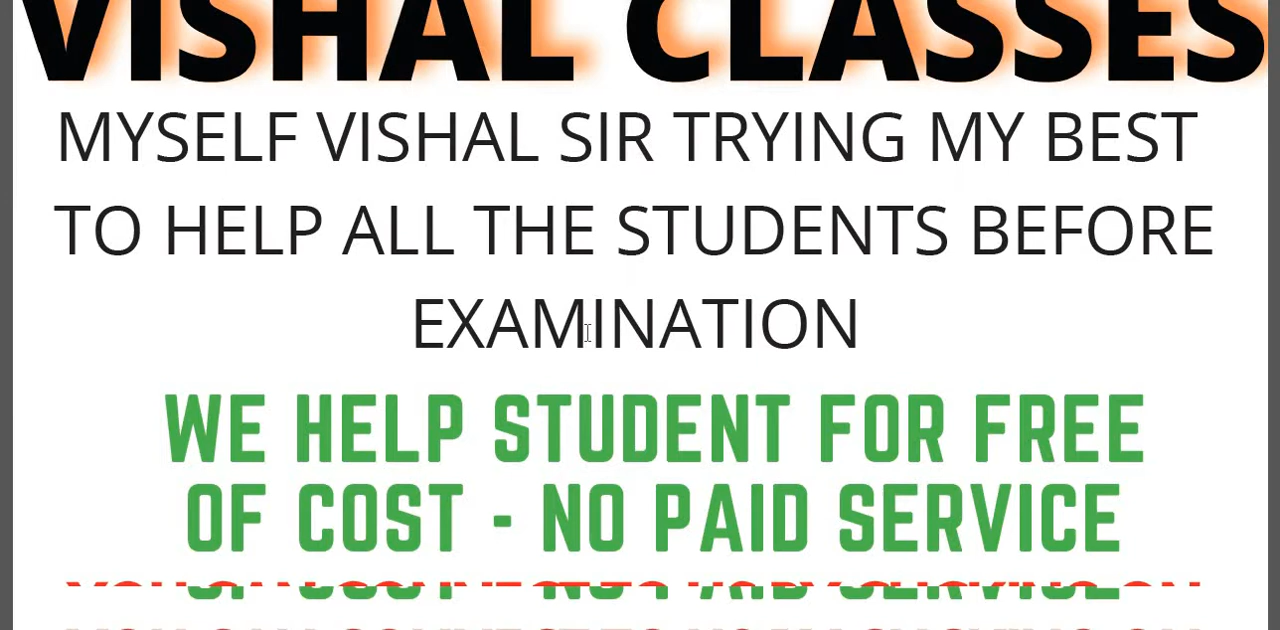 VISHAL CLASSES
MYSELF VISHAL SIR TRYING MY BEST
TO HELP ALL THE STUDENTS BEFORE
EXAMINATION
WE HELP STUDENT FOR FREE
OF COST - NO PAID SERVICE